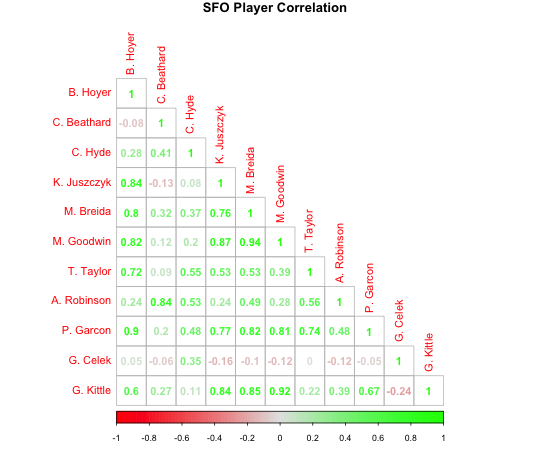 SFO Player Correlation
B. Hoyer
C. Beathard
C. Hyde
K. Juszczyk
M. Breida
M. Goodwin
T. Taylor
A. Robinson
P. Garcon
G. Celek
G. Kittle
B. Hoyer 1
C. Beathard -0.08 1
C. Hyde 0.28 0.41 1
K. Juszczyk 0.84 -0.13 0.08 1
M. Breida 0.8 0.32 0.37 0.76 1
M. Goodwin 0.82 0.12 0.2 0.87 0.94 1
T. Taylor 0.72 0.09 0.55 0.53 0.53 0.39 1
A. Robinson 0.24 0.84 0.53 0.24 0.49 0.28 0.56 1
P. Garcon 0.9 0.2 0.48 0.77 0.82 0.81 0.74 0.48 1
G. Celek 0.05 -0.06 0.35 -0.16 -0.1 -0.12 0 -0.12 -0.05 1
G. Kittle 0.6 0.27 0.11 0.84 0.85 0.92 0.22 0.39 0.67 -0.24 1
-1 -0.8 -0.6 -0.4 -0.2 0 0.2 0.4 0.6 0.8 1